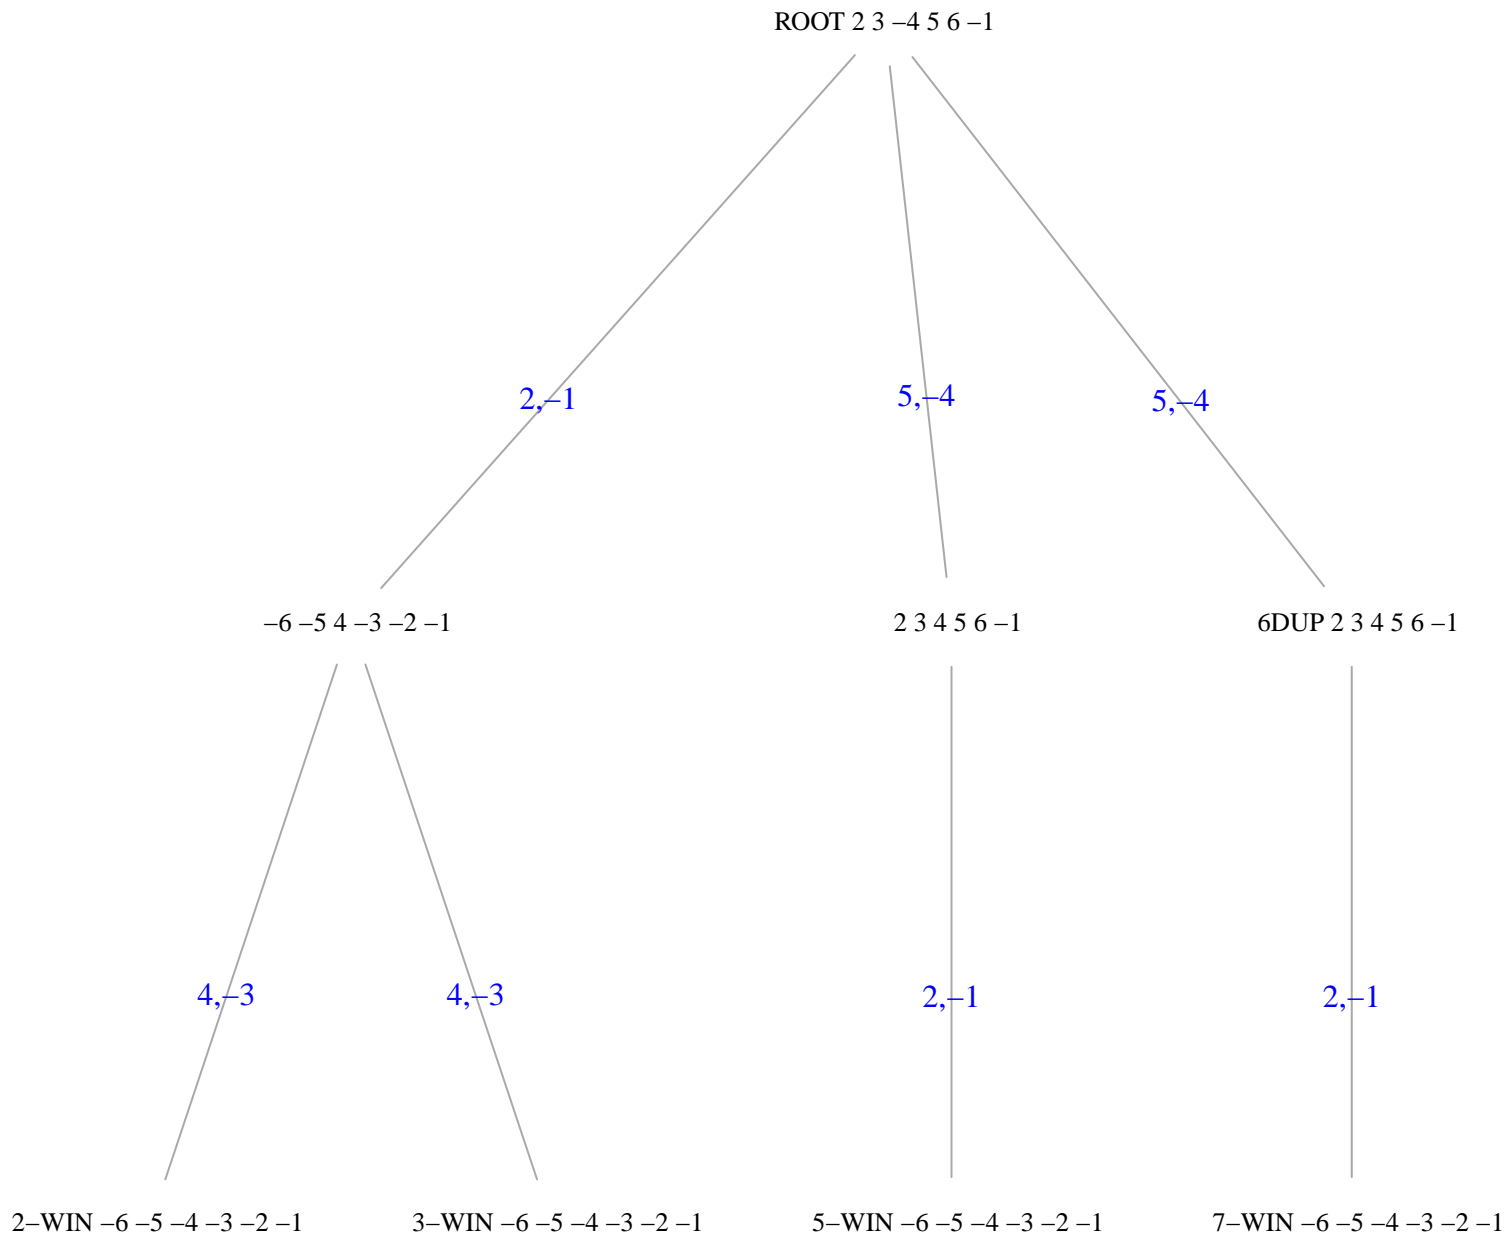 ROOT 2 3 –4 5 6 –1
2,–1
5,–4
5,–4
–6 –5 4 –3 –2 –1
2 3 4 5 6 –1
6DUP 2 3 4 5 6 –1
4,–3
4,–3
2,–1
2,–1
2–WIN –6 –5 –4 –3 –2 –1
3–WIN –6 –5 –4 –3 –2 –1
5–WIN –6 –5 –4 –3 –2 –1
7–WIN –6 –5 –4 –3 –2 –1